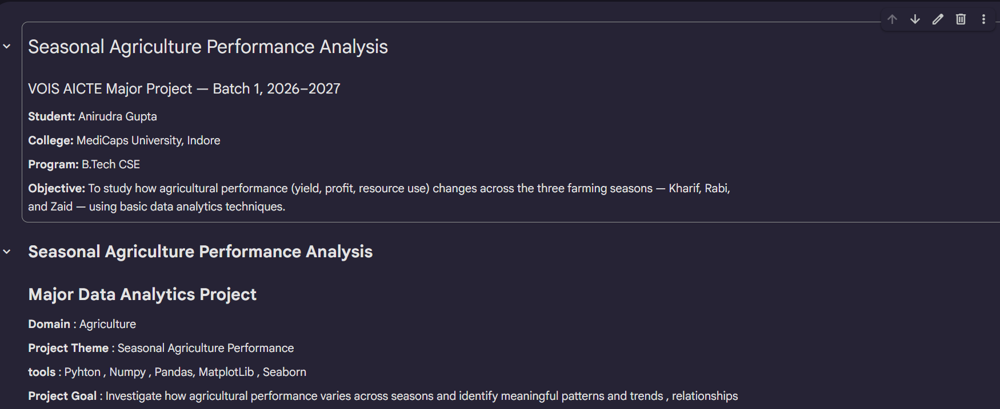 Seasonal Agriculture Performance Analysis
VOIS AICTE Major Project — Batch 1, 2026–2027
Student: Anirudra Gupta
College: MediCaps University, Indore
Program: B.Tech CSE
Objective: To study how agricultural performance (yield, profit, resource use) changes across the three farming seasons — Kharif, Rabi,
and Zaid — using basic data analytics techniques.
Seasonal Agriculture Performance Analysis
Major Data Analytics Project
Domain : Agriculture
Project Theme : Seasonal Agriculture Performance
tools : Pyhton , Numpy , Pandas, MatplotLib , Seaborn
Project Goal : Investigate how agricultural performance varies across seasons and identify meaningful patterns and trends , relationships